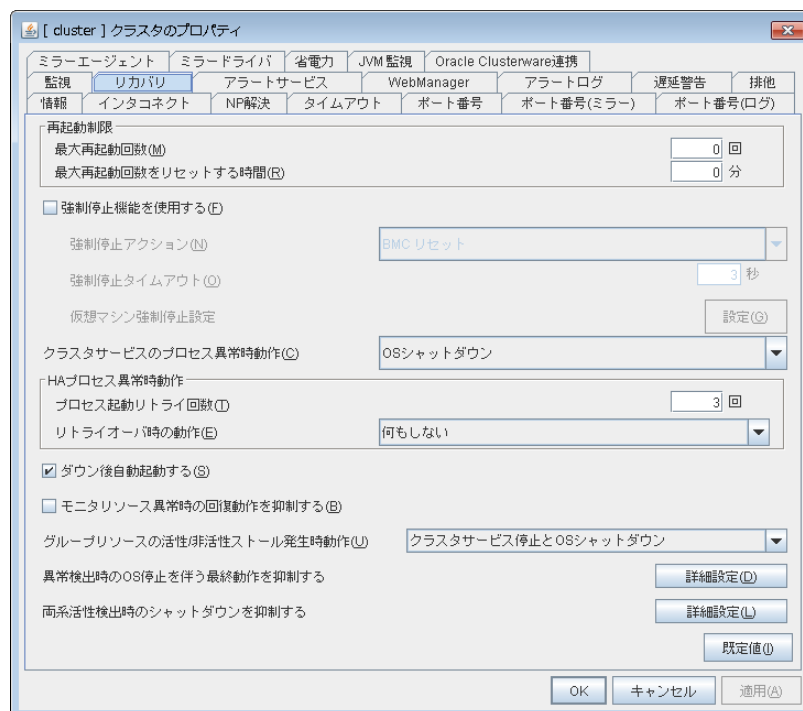 [ cluster ] クラスタのプロパティ
ミラーエージェント ミラードライバ 省電力 JVM 監視 Oracle Clusterware連携
監視 リカバリ アラートサービス WebManager アラートログ 遅延警告 排他
情報 インタコネクト NP解決 タイムアウト ポート番号 ポート番号(ミラー) ポート番号(ログ)
再起動制限
最大再起動回数(M) 0 回
最大再起動回数をリセットする時間(R) 0 分
強制停止機能を使用する(F)
強制停止アクション(N) BMC リセット
強制停止タイムアウト(O) 3 秒
仮想マシン強制停止設定 設定(G)
クラスタサービスのプロセス異常時動作(C) OSシャットダウン
HAプロセス異常時動作
プロセス起動リトライ回数(T) 3 回
リトライオーバ時の動作(E) 何もしない
ダウン後自動起動する(S)
モニタリソース異常時の回復動作を抑制する(B)
グループリソースの活性/非活性ストール発生時動作(U) クラスタサービス停止とOSシャットダウン
異常検出時のOS停止を伴う最終動作を抑制する 詳細設定(D)
両系活性検出時のシャットダウンを抑制する 詳細設定(L)
既定値(I)
OK キャンセル 適用(A)